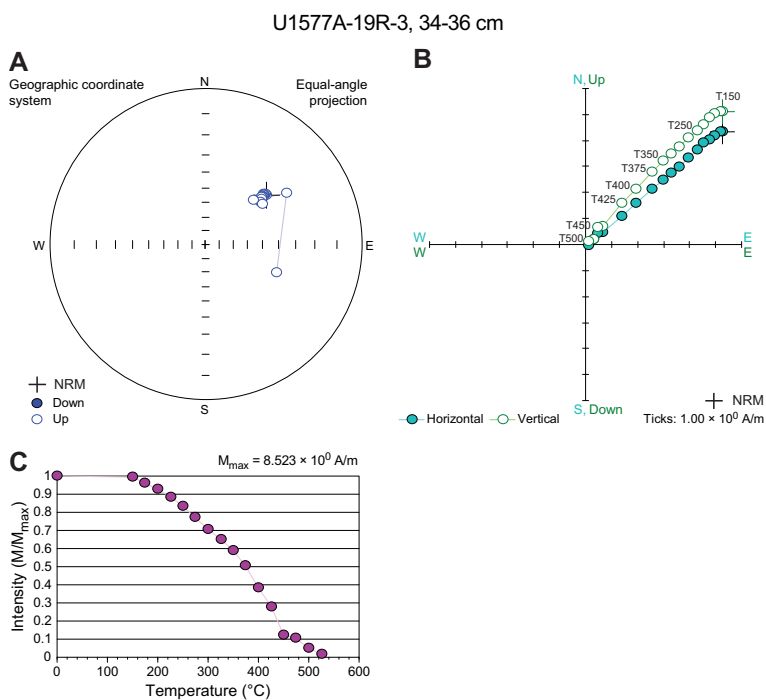 U1577A-19R-3, 34-36 cm
A
Geographic coordinate
system
Equal-angle
projection
N
W
E
S
NRM
Down
Up
B
N, Up
T150
T250
T350
T375
T400
T425
T450
T500
W
W
E
E
S, Down
NRM
Horizontal
Vertical
Ticks: 1.00 × 10⁰ A/m
C
Mmax = 8.523 × 10⁰ A/m
Intensity (M/Mmax)
1
0.9
0.8
0.7
0.6
0.5
0.4
0.3
0.2
0.1
0
0 100 200 300 400 500 600
Temperature (°C)